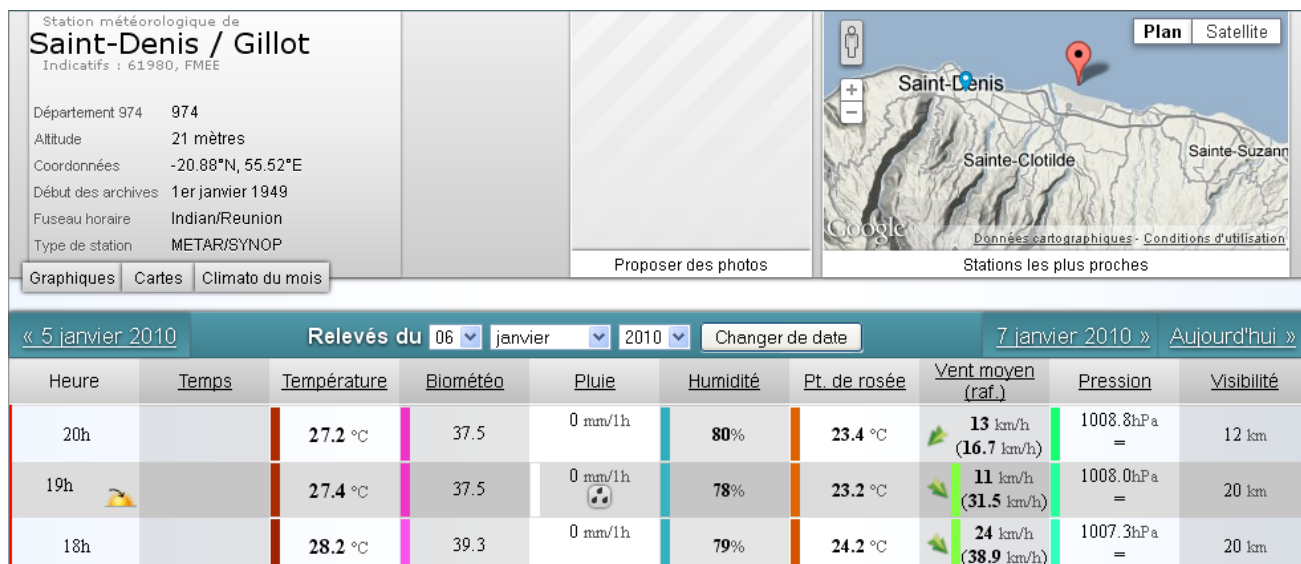 Station météorologique de
Saint-Denis / Gillot
Indicatifs : 61980, FMEE
Département 974 974
Altitude 21 mètres
Coordonnées -20.88°N, 55.52°E
Début des archives 1er janvier 1949
Fuseau horaire Indian/Reunion
Type de station METAR/SYNOP
Graphiques Cartes Climato du mois
Proposer des photos
Plan Satellite
+
−
Saint-Denis
Sainte-Clotilde
Sainte-Suzann
Google
Données cartographiques - Conditions d'utilisation
Stations les plus proches
« 5 janvier 2010 Relevés du 06 janvier 2010 Changer de date 7 janvier 2010 » Aujourd'hui »
Heure Temps Température Biométéo Pluie Humidité Pt. de rosée Vent moyen (raf.) Pression Visibilité
20h 27.2 °C 37.5 0 mm/1h 80% 23.4 °C 13 km/h (16.7 km/h) 1008.8hPa = 12 km
19h 27.4 °C 37.5 0 mm/1h 78% 23.2 °C 11 km/h (31.5 km/h) 1008.0hPa = 20 km
18h 28.2 °C 39.3 0 mm/1h 79% 24.2 °C 24 km/h (38.9 km/h) 1007.3hPa = 20 km